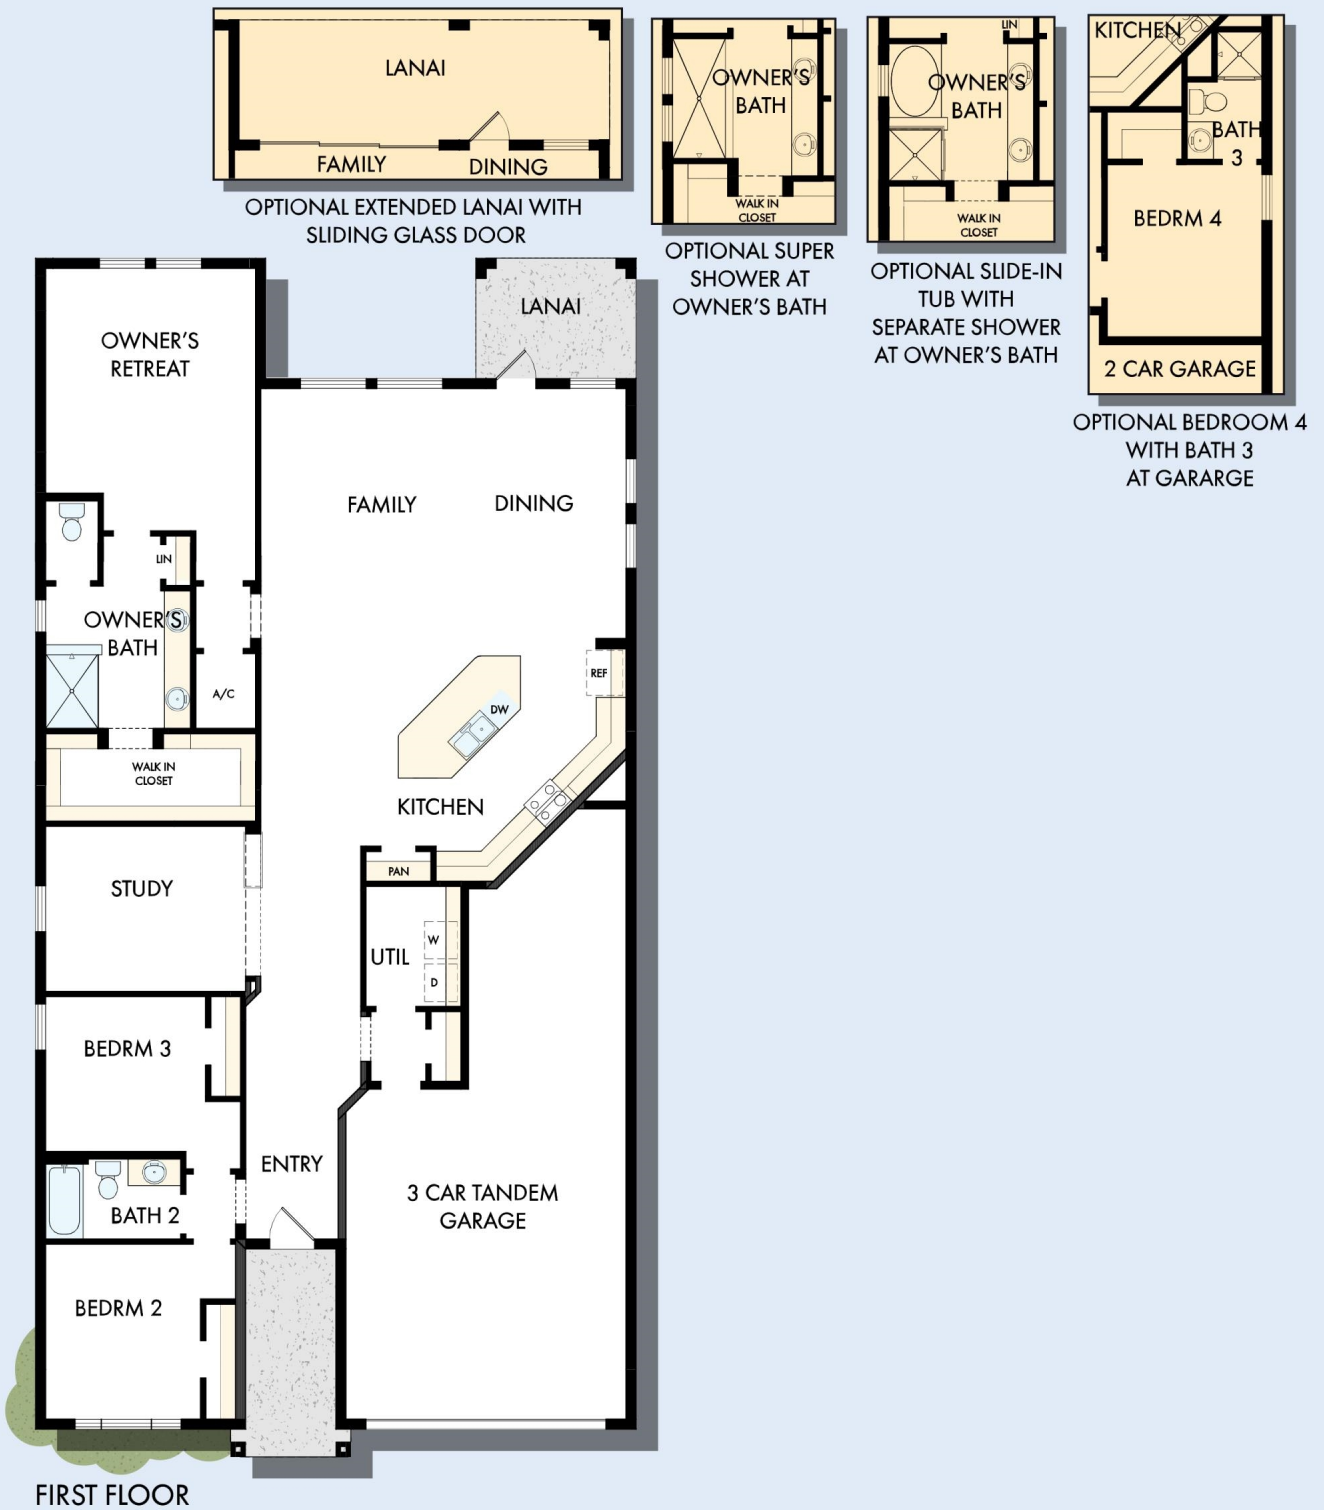 LANAI
FAMILY
DINING
OPTIONAL EXTENDED LANAI WITH
SLIDING GLASS DOOR
OWNER'S
BATH
WALK IN
CLOSET
OPTIONAL SUPER
SHOWER AT
OWNER'S BATH
LIN
OWNER'S
BATH
WALK IN
CLOSET
OPTIONAL SLIDE-IN
TUB WITH
SEPARATE SHOWER
AT OWNER'S BATH
KITCHEN
BATH
3
BEDRM 4
2 CAR GARAGE
OPTIONAL BEDROOM 4
WITH BATH 3
AT GARARGE
LANAI
OWNER'S
RETREAT
FAMILY
DINING
LIN
OWNER'S
BATH
A/C
REF
DW
WALK IN
CLOSET
KITCHEN
PAN
STUDY
UTIL
W
D
BEDRM 3
ENTRY
3 CAR TANDEM
GARAGE
BATH 2
BEDRM 2
FIRST FLOOR